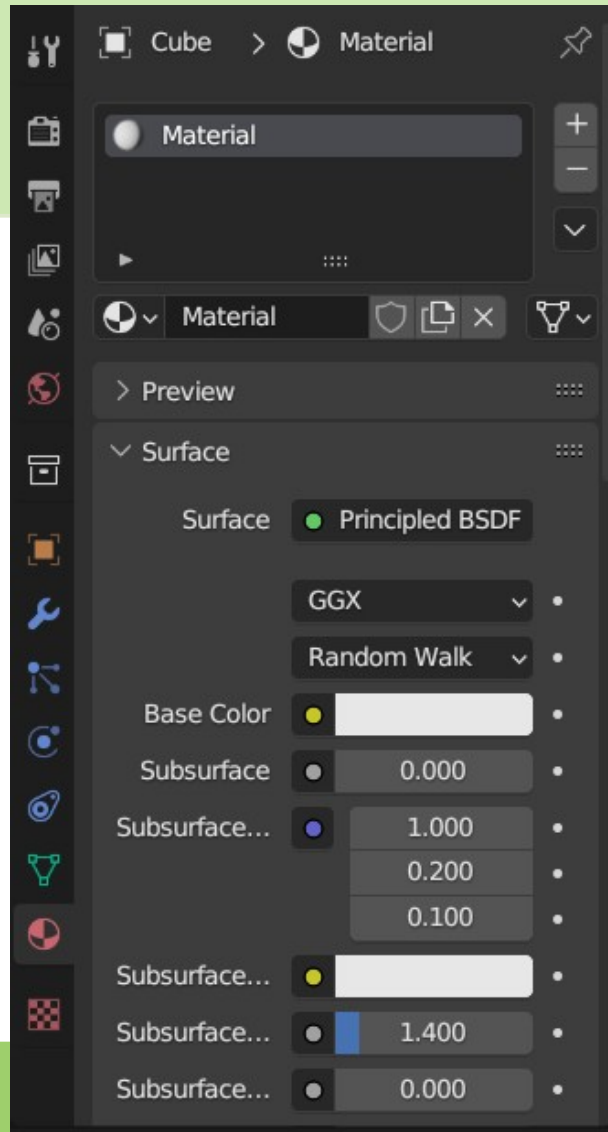 Cube > Material
Material
Material
Preview
Surface
Surface Principled BSDF
GGX
Random Walk
Base Color
Subsurface 0.000
Subsurface... 1.000
0.200
0.100
Subsurface...
Subsurface... 1.400
Subsurface... 0.000